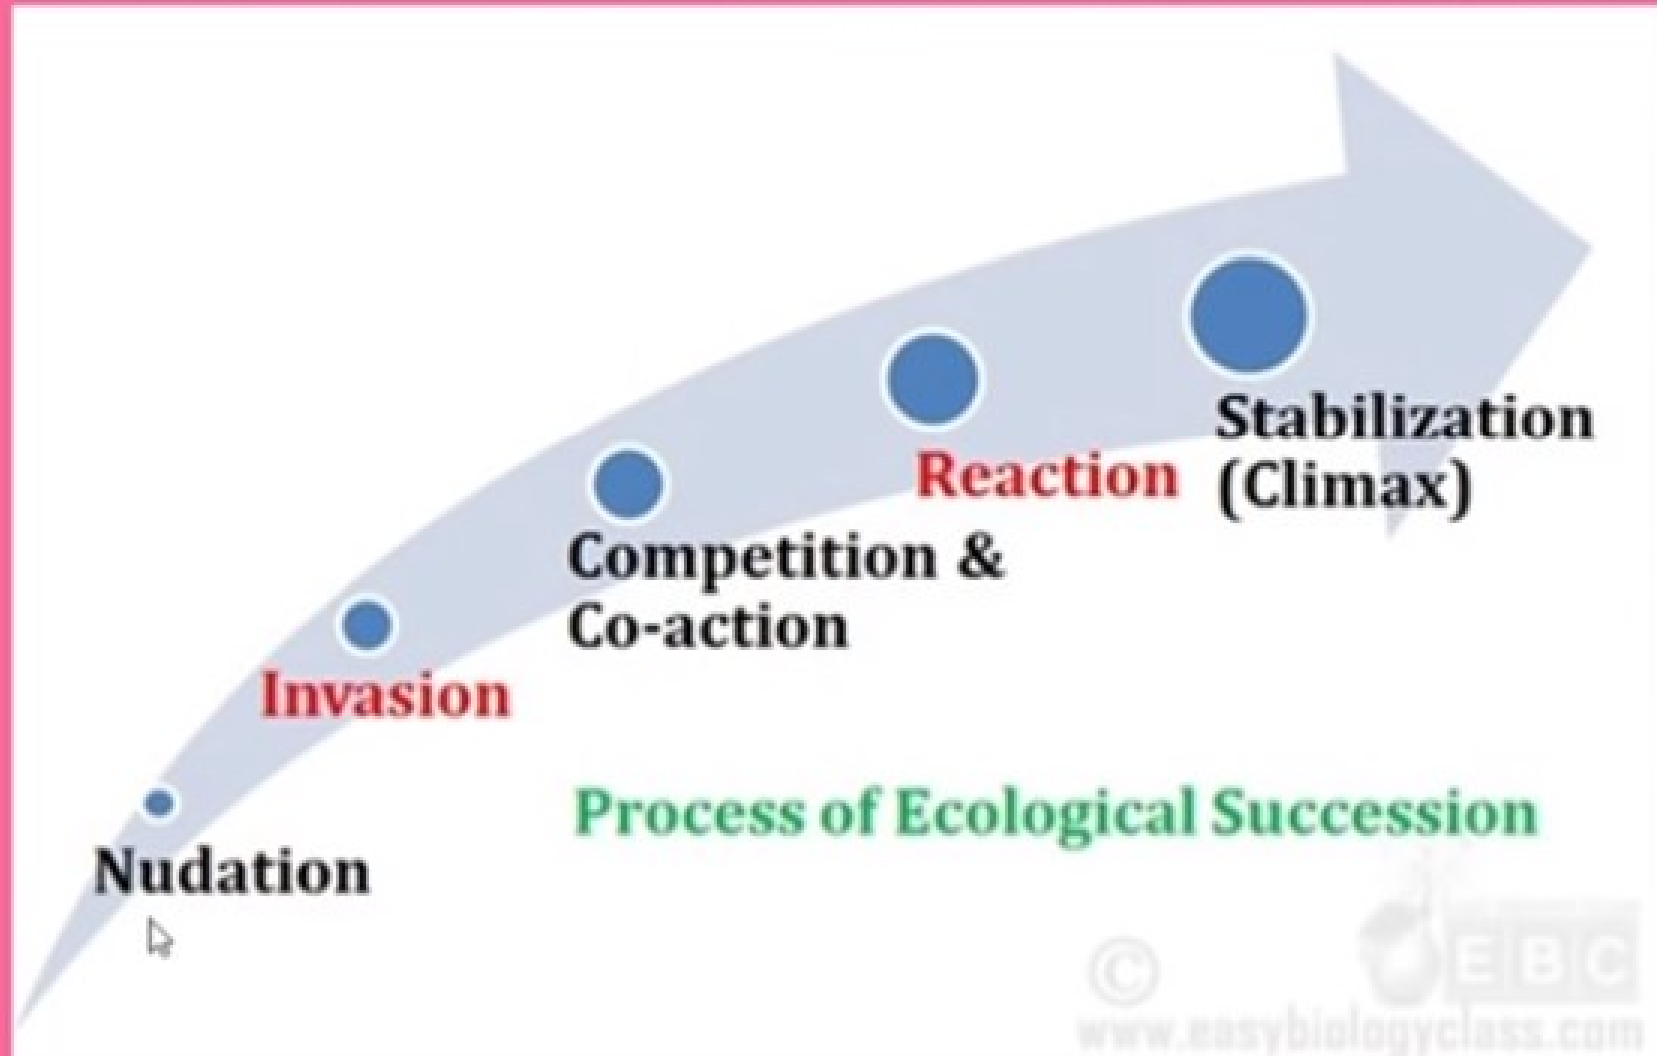 Stabilization
(Climax)
Reaction
Competition &
Co-action
Invasion
Process of Ecological Succession
Nudation
©
EBC
www.easybiologyclass.com